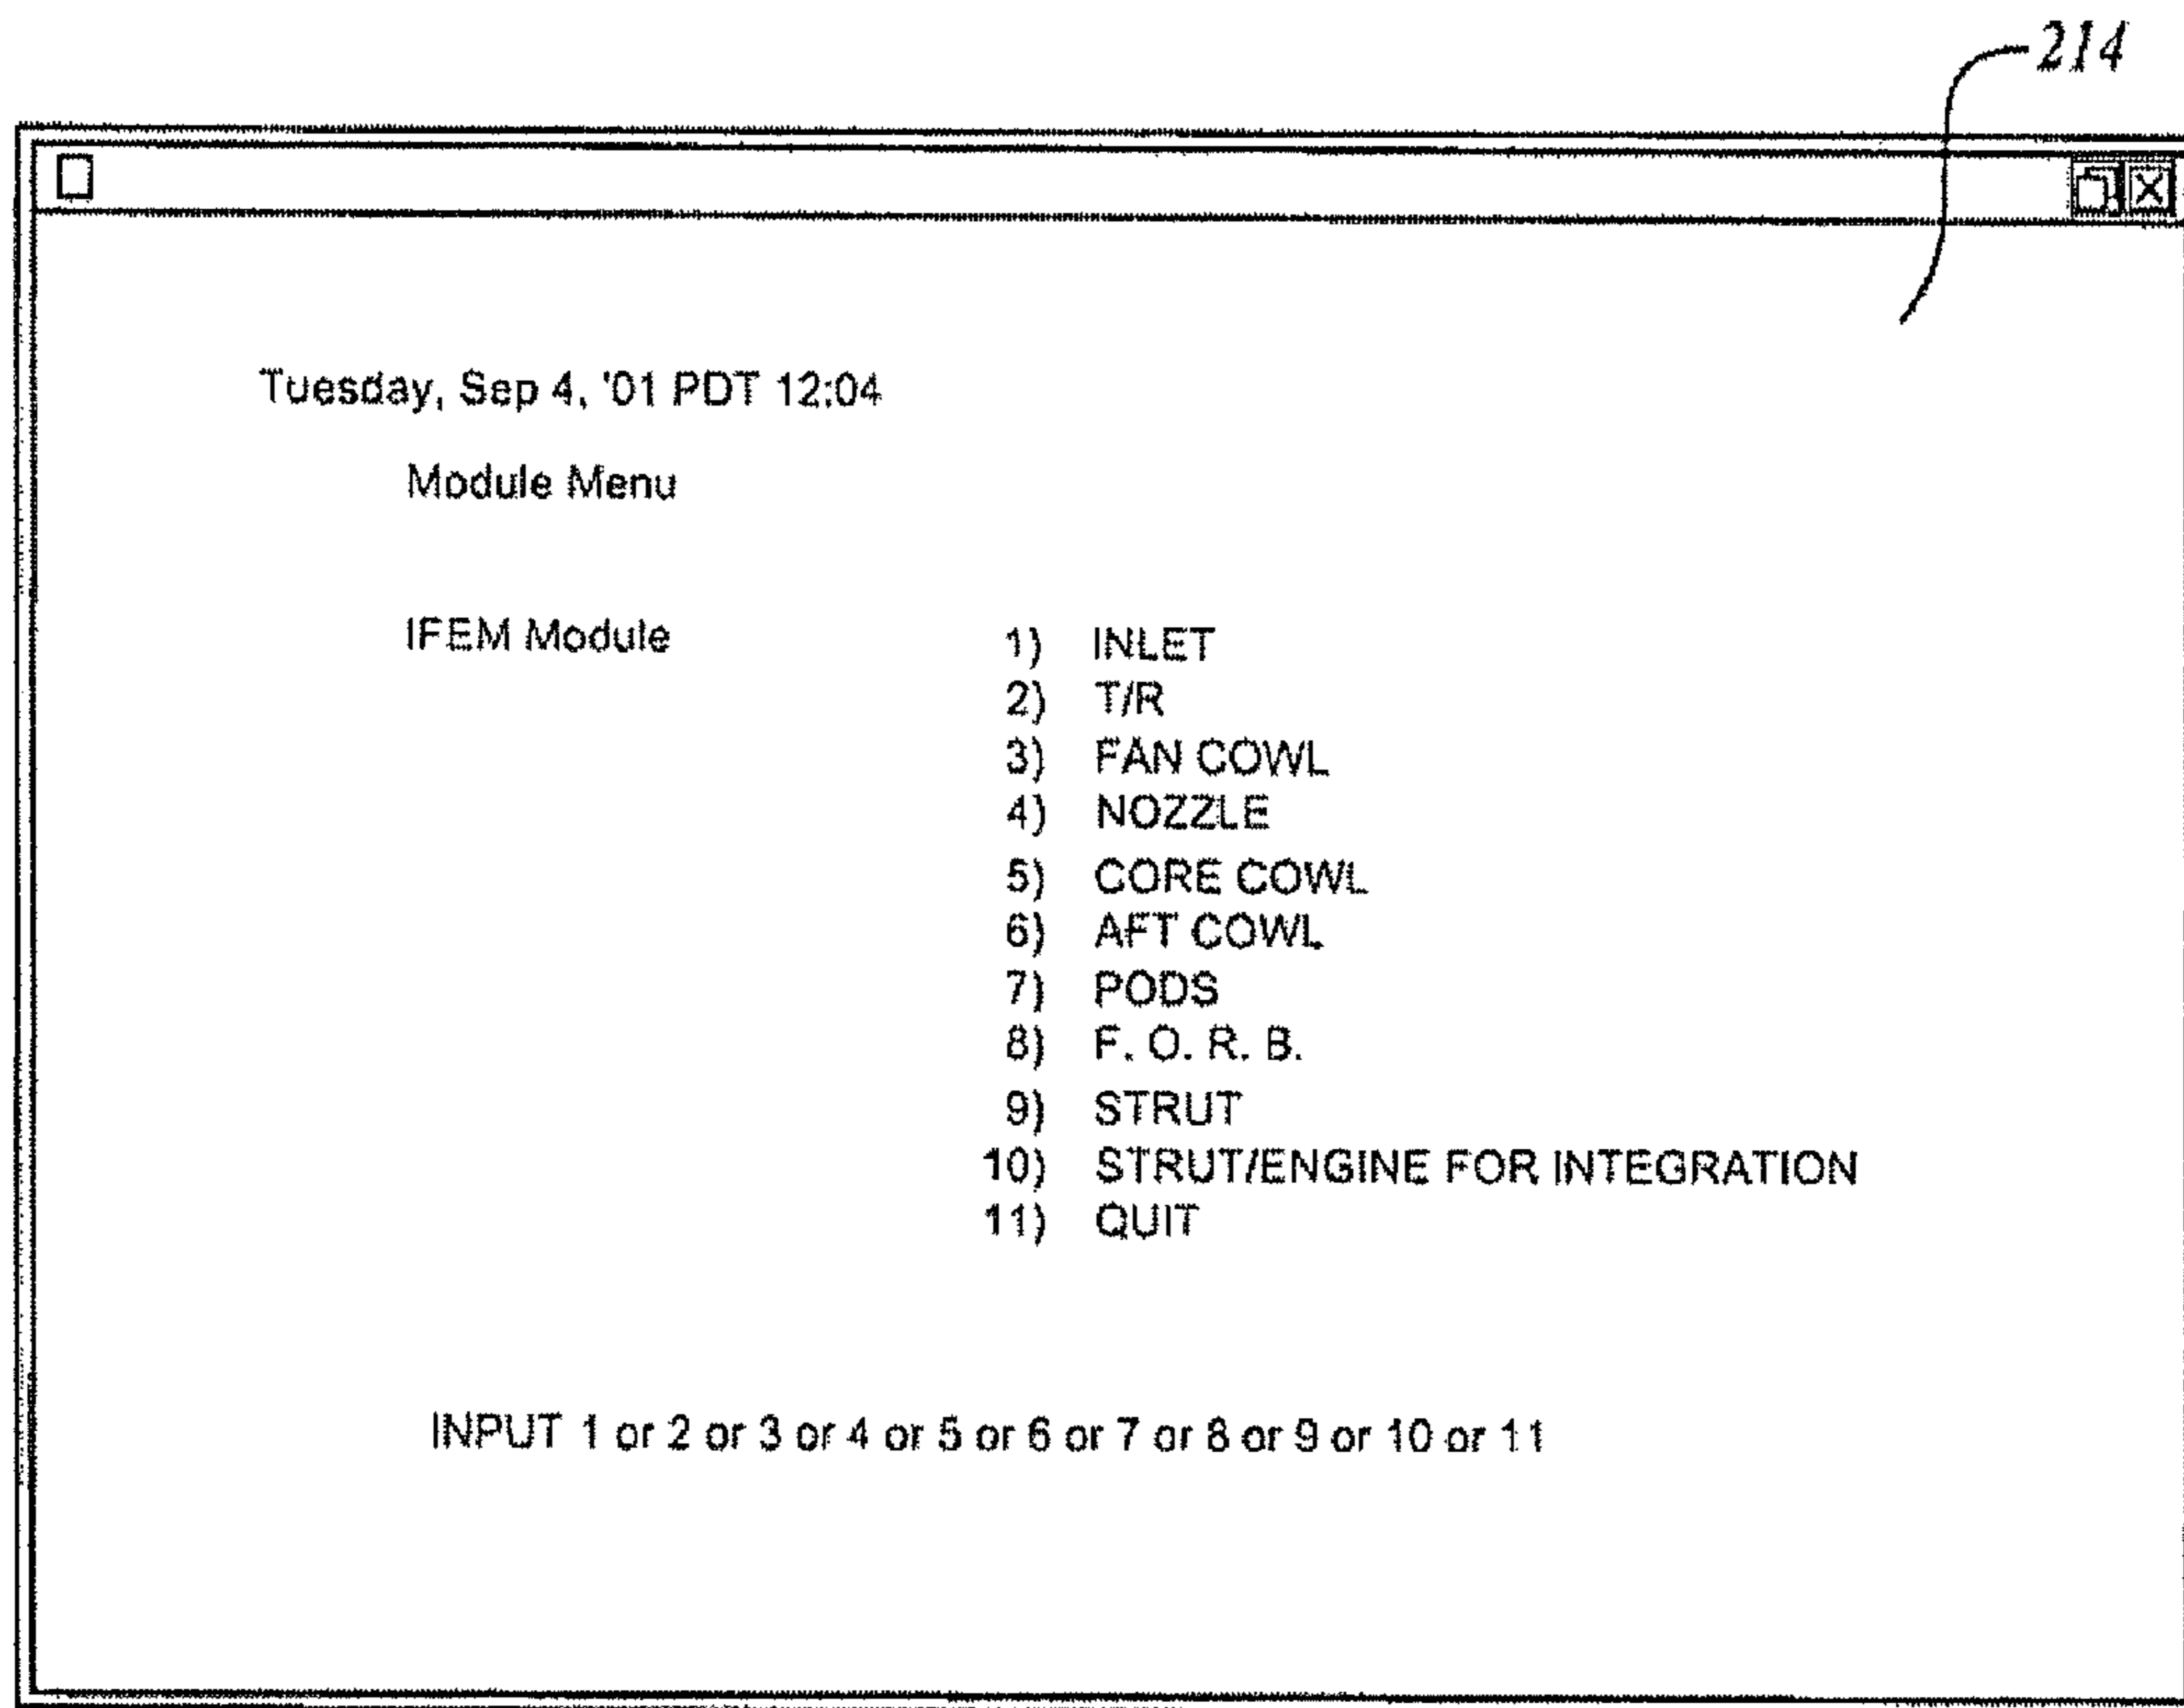 214
Tuesday, Sep 4, '01 PDT 12:04
Module Menu
IFEM Module
1) INLET
2) T/R
3) FAN COWL
4) NOZZLE
5) CORE COWL
6) AFT COWL
7) PODS
8) F. O. R. B.
9) STRUT
10) STRUT/ENGINE FOR INTEGRATION
11) QUIT
INPUT 1 or 2 or 3 or 4 or 5 or 6 or 7 or 8 or 9 or 10 or 11